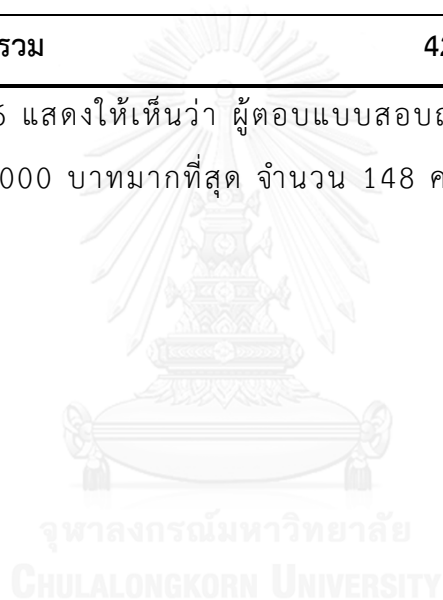 รวม 42
6 แสดงให้เห็นว่า ผู้ตอบแบบสอบถ
000 บาทมากที่สุด จำนวน 148 ค
จุฬาลงกรณ์มหาวิทยาลัย
CHULALONGKORN UNIVERSITY